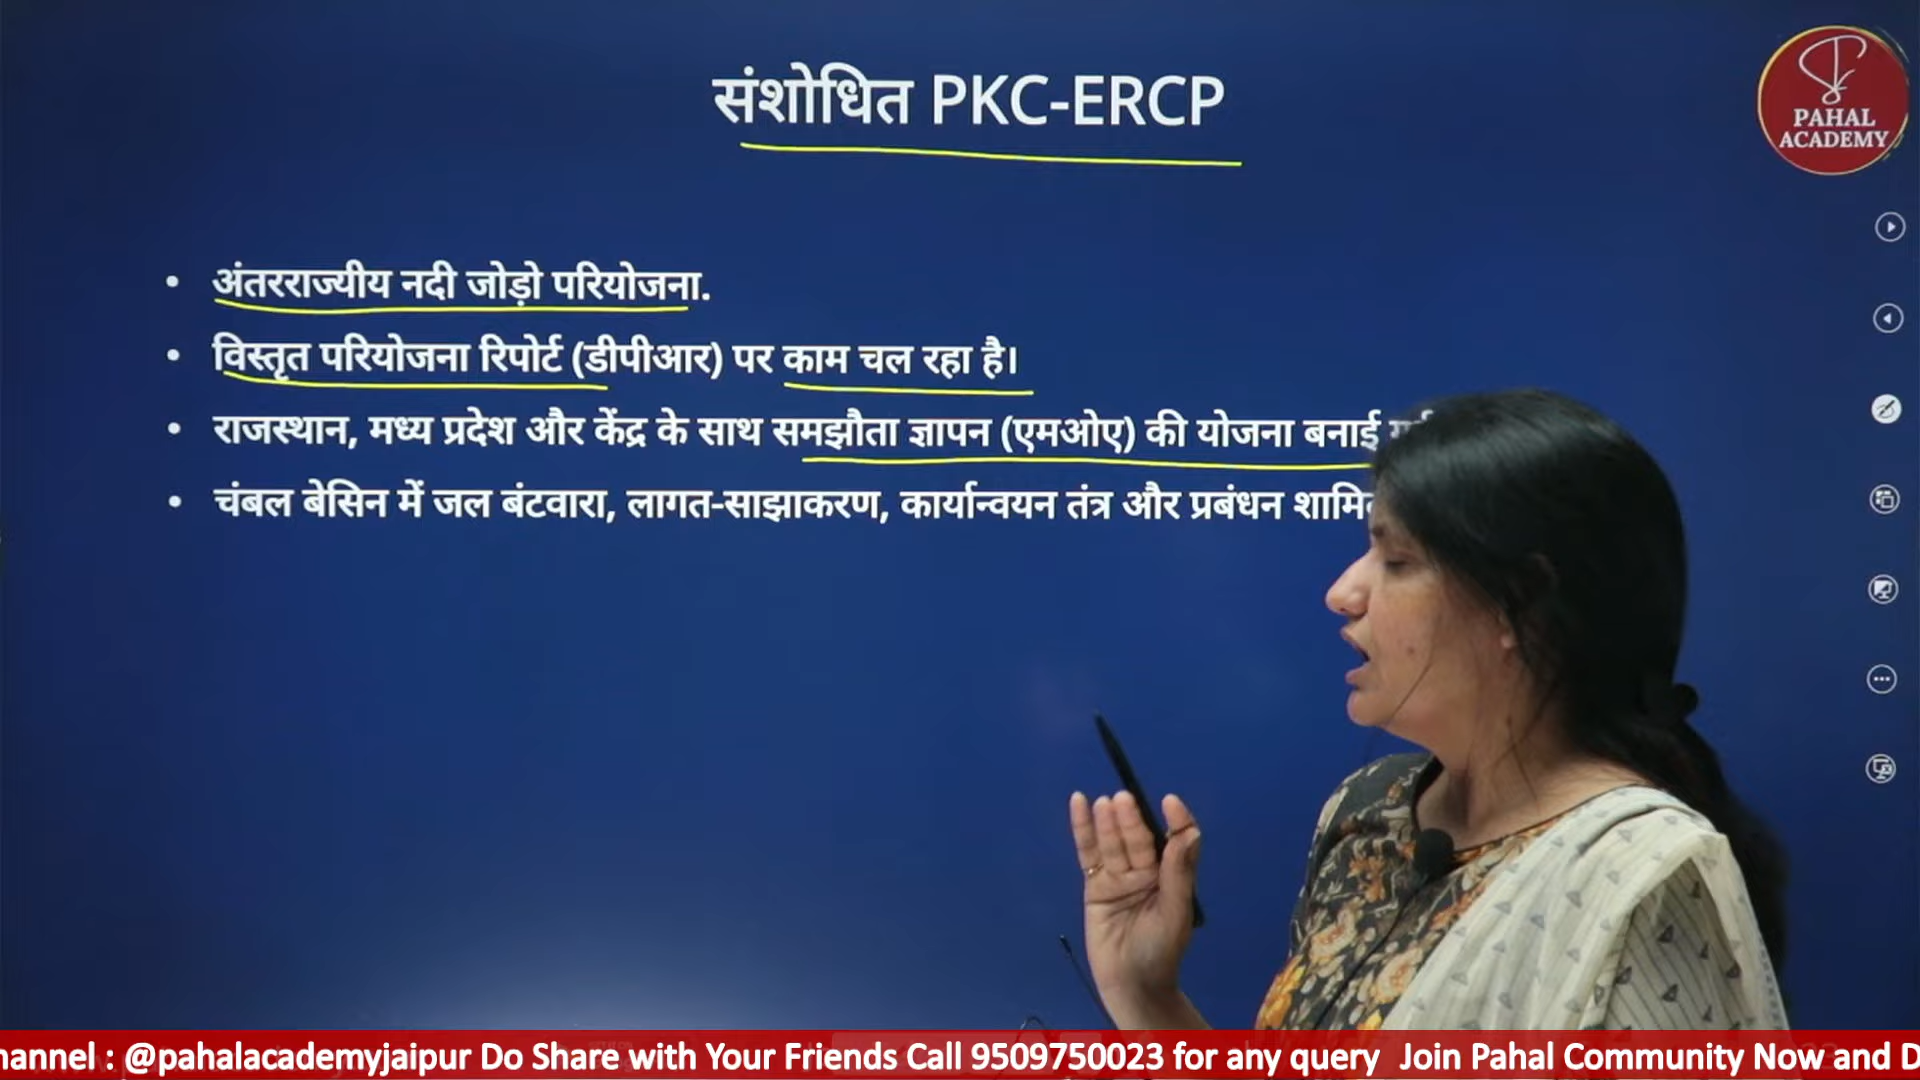 संशोधित PKC-ERCP
PAHAL
ACADEMY
• अंतरराज्यीय नदी जोड़ो परियोजना.
• विस्तृत परियोजना रिपोर्ट (डीपीआर) पर काम चल रहा है।
• राजस्थान, मध्य प्रदेश और केंद्र के साथ समझौता ज्ञापन (एमओए) की योजना बनाई
• चंबल बेसिन में जल बंटवारा, लागत-साझाकरण, कार्यान्वयन तंत्र और प्रबंधन
hannel : @pahalacademyjaipur Do Share with Your Friends Call 9509750023 for any query Join Pahal Community Now and D